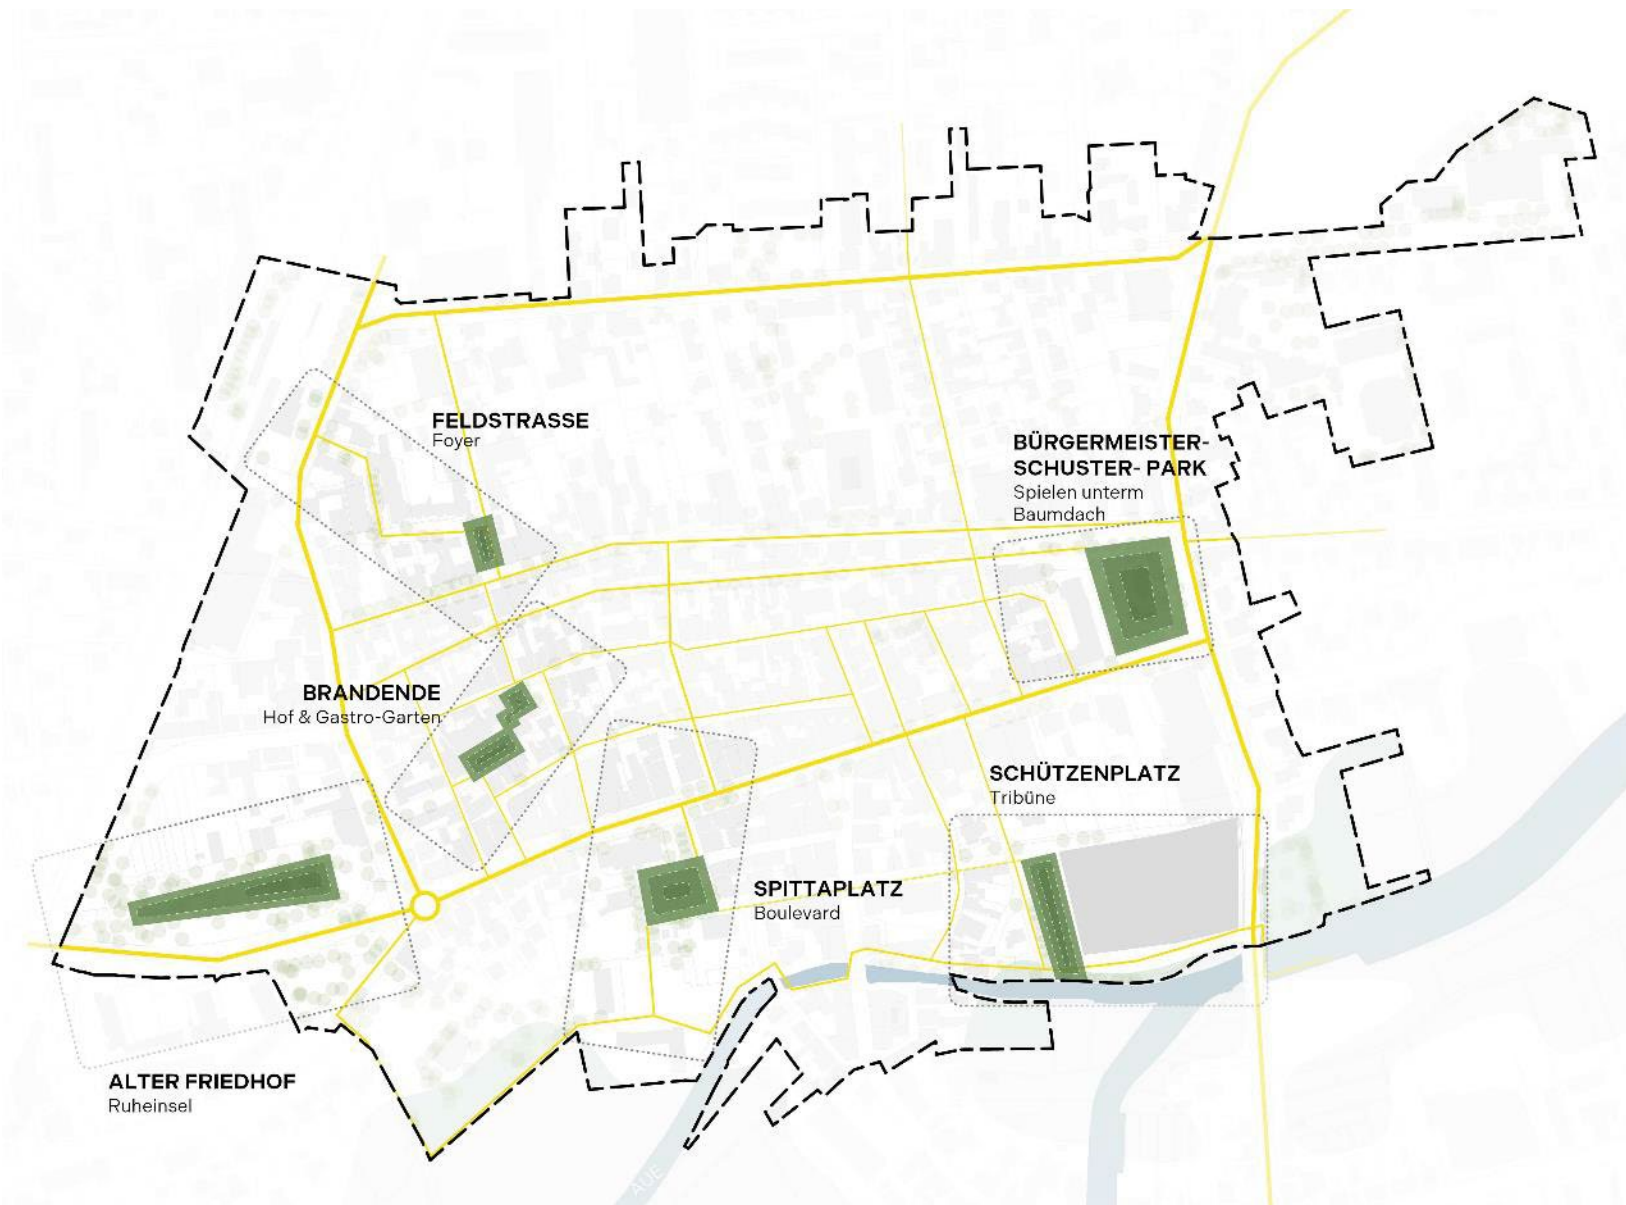 FELDSTRASSE
Foyer
BÜRGERMEISTER-
SCHUSTER- PARK
Spielen unterm
Baumdach
BRANDENDE
Hof & Gastro-Garten
SCHÜTZENPLATZ
Tribüne
SPITTAPLATZ
Boulevard
ALTER FRIEDHOF
Ruheinsel
AUE